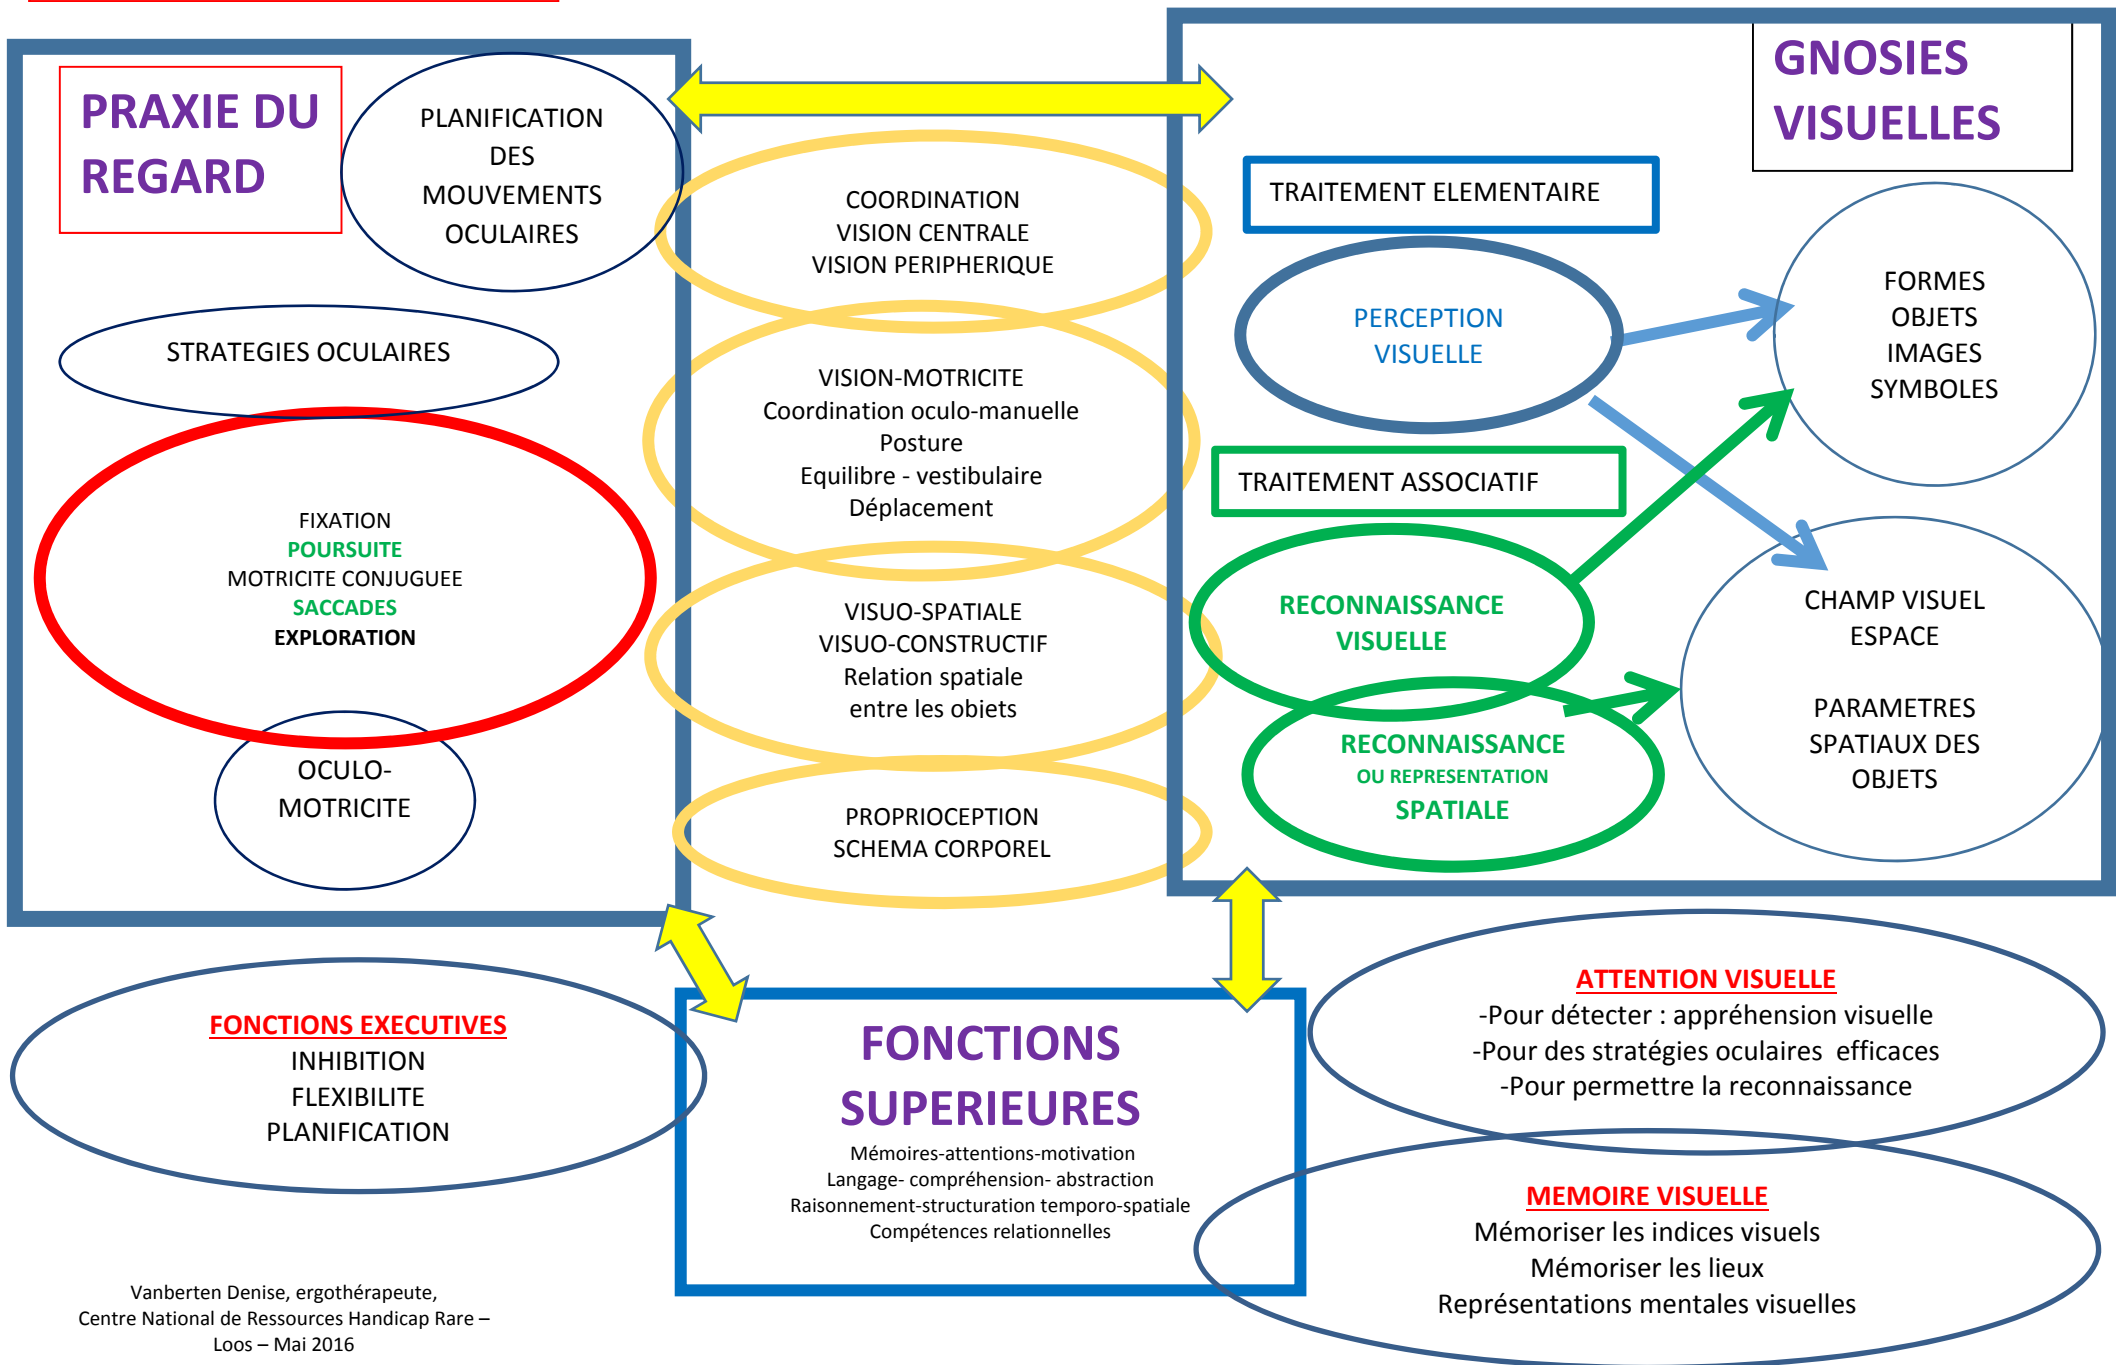 PRAXIE DU
REGARD
PLANIFICATION
DES
MOUVEMENTS
OCULAIRES
STRATEGIES OCULAIRES
FIXATION
POURSUITE
MOTRICITE CONJUGUEE
SACCADES
EXPLORATION
OCULO-
MOTRICITE
COORDINATION
VISION CENTRALE
VISION PERIPHERIQUE
VISION-MOTRICITE
Coordination oculo-manuelle
Posture
Equilibre - vestibulaire
Déplacement
VISUO-SPATIALE
VISUO-CONSTRUCTIF
Relation spatiale
entre les objets
PROPRIOCEPTION
SCHEMA CORPOREL
GNOSIES
VISUELLES
TRAITEMENT ELEMENTAIRE
PERCEPTION
VISUELLE
TRAITEMENT ASSOCIATIF
RECONNAISSANCE
VISUELLE
RECONNAISSANCE
OU REPRESENTATION
SPATIALE
FORMES
OBJETS
IMAGES
SYMBOLES
CHAMP VISUEL
ESPACE
PARAMETRES
SPATIAUX DES
OBJETS
FONCTIONS EXECUTIVES
INHIBITION
FLEXIBILITE
PLANIFICATION
FONCTIONS
SUPERIEURES
Mémoires-attentions-motivation
Langage- compréhension- abstraction
Raisonnement-structuration temporo-spatiale
Compétences relationnelles
ATTENTION VISUELLE
-Pour détecter : appréhension visuelle
-Pour des stratégies oculaires  efficaces
-Pour permettre la reconnaissance
MEMOIRE VISUELLE
Mémoriser les indices visuels
Mémoriser les lieux
Représentations mentales visuelles
Vanberten Denise, ergothérapeute,
Centre National de Ressources Handicap Rare –
Loos – Mai 2016